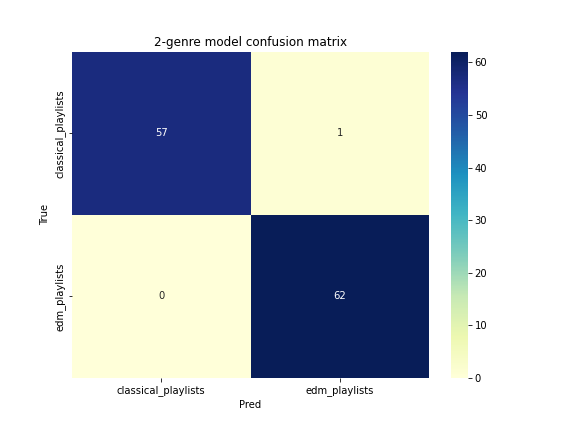 2-genre model confusion matrix
True
classical_playlists
edm_playlists
57
1
0
62
classical_playlists
edm_playlists
Pred
60
50
40
30
20
10
0